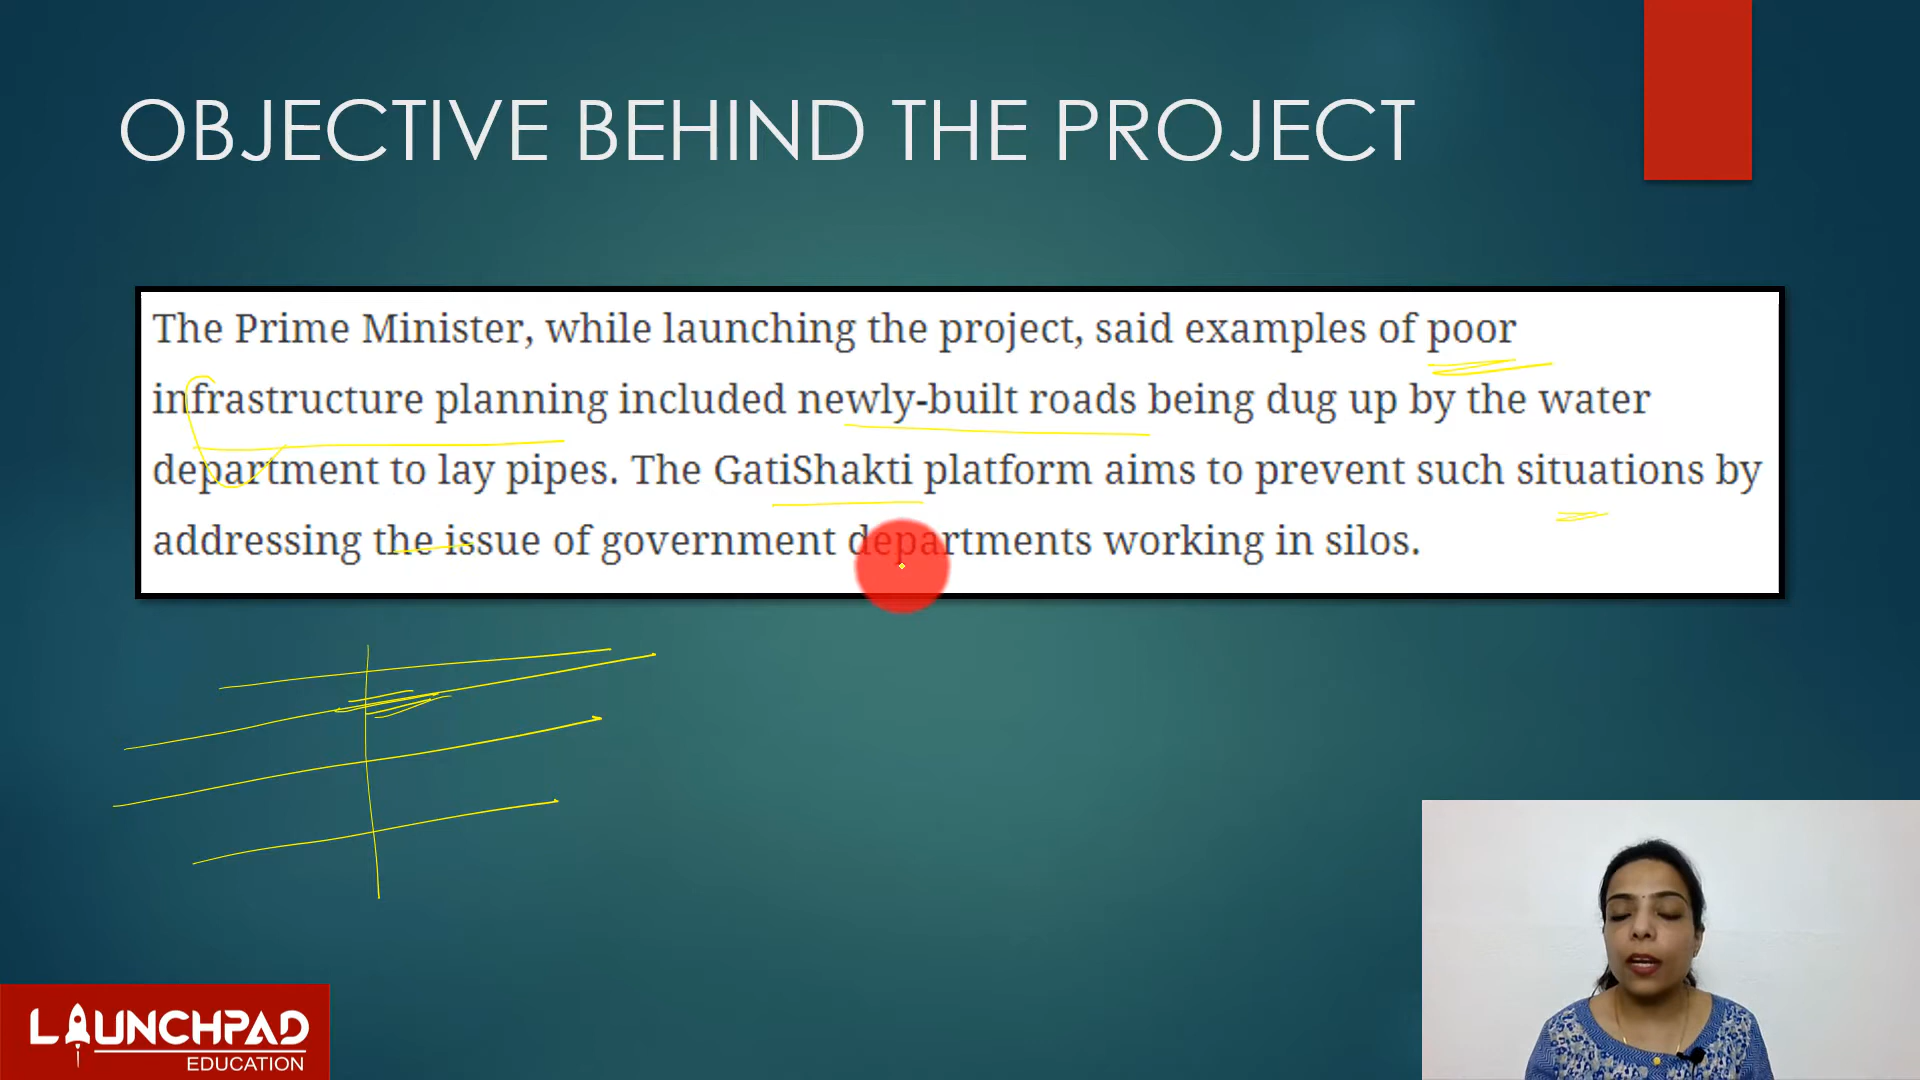 OBJECTIVE BEHIND THE PROJECT
The Prime Minister, while launching the project, said examples of poor
infrastructure planning included newly-built roads being dug up by the water
department to lay pipes. The GatiShakti platform aims to prevent such situations by
addressing the issue of government departments working in silos.
LAUNCHPAD
EDUCATION